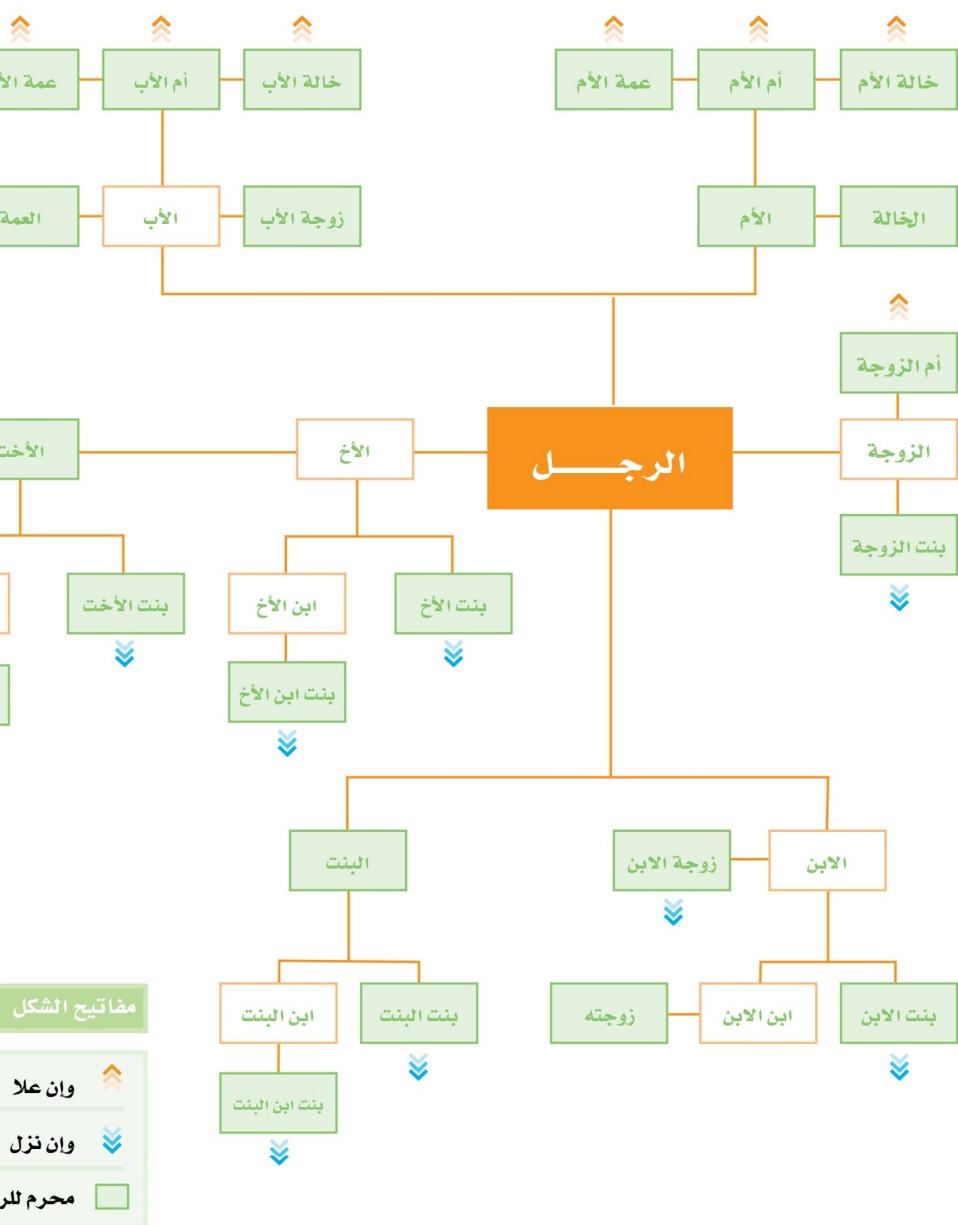 خالة الأم
أم الأم
عمة الأم
خالة الأب
أم الأب
عمة
الخالة
الأم
زوجة الأب
الأب
العمة
أم الزوجة
الزوجة
الرجـــــل
الأخ
الأخت
بنت الزوجة
بنت الأخ
ابن الأخ
بنت الأخت
بنت ابن الأخ
الابن
زوجة الابن
البنت
بنت الابن
ابن الابن
زوجته
بنت البنت
ابن البنت
بنت ابن البنت
مفاتيح الشكل
وإن علا
وإن نزل
محرم